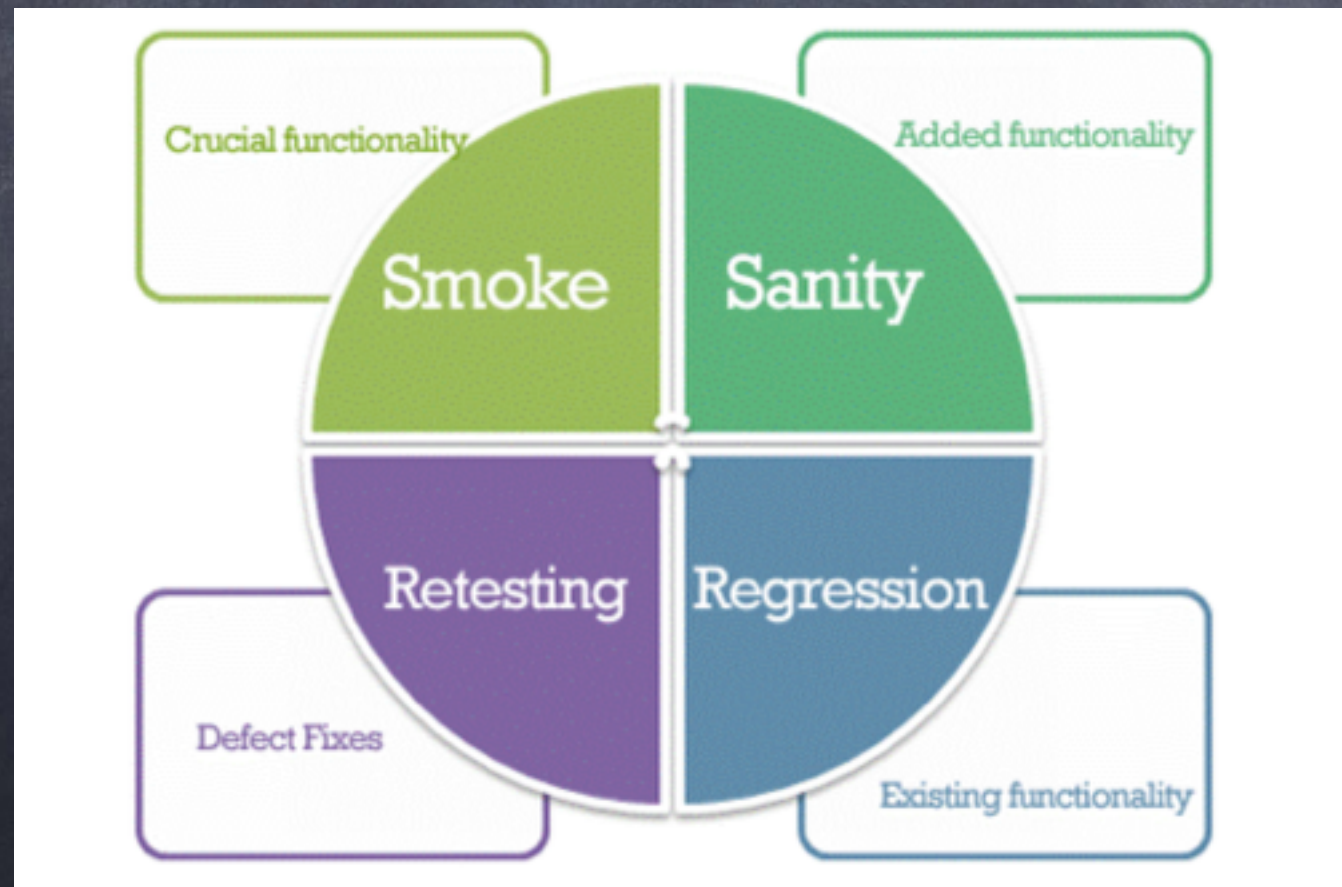 Crucial functionality
Added functionality
Smoke
Sanity
Retesting
Regression
Defect Fixes
Existing functionality